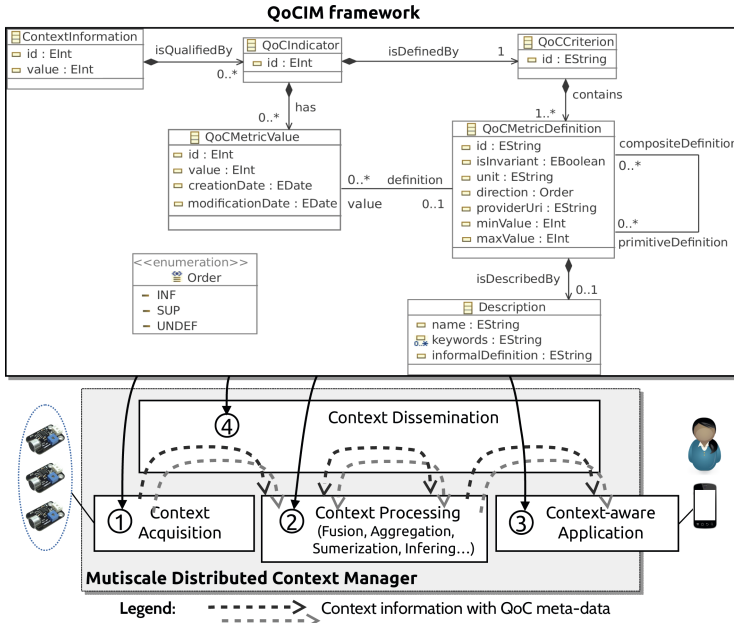 QoCIM framework
ContextInformation
id : EInt
value : EInt
isQualifiedBy
0..*
QoCIndicator
id : EInt
isDefinedBy
1
QoCCriterion
id : EString
has
0..*
contains
1..*
QoCMetricValue
id : EInt
value : EInt
creationDate : EDate
modificationDate : EDate
0..* definition
value 0..1
QoCMetricDefinition
id : EString
isInvariant : EBoolean
unit : EString
direction : Order
providerUri : EString
minValue : EInt
maxValue : EInt
compositeDefinition
0..*
0..*
primitiveDefinition
<<enumeration>>
Order
INF
SUP
UNDEF
isDescribedBy
0..1
Description
name : EString
0..* keywords : EString
informalDefinition : EString
4
Context Dissemination
1
Context
Acquisition
2
Context Processing
(Fusion, Aggregation,
Sumerization, Infering...)
3
Context-aware
Application
Mutiscale Distributed Context Manager
Legend:
Context information with QoC meta-data